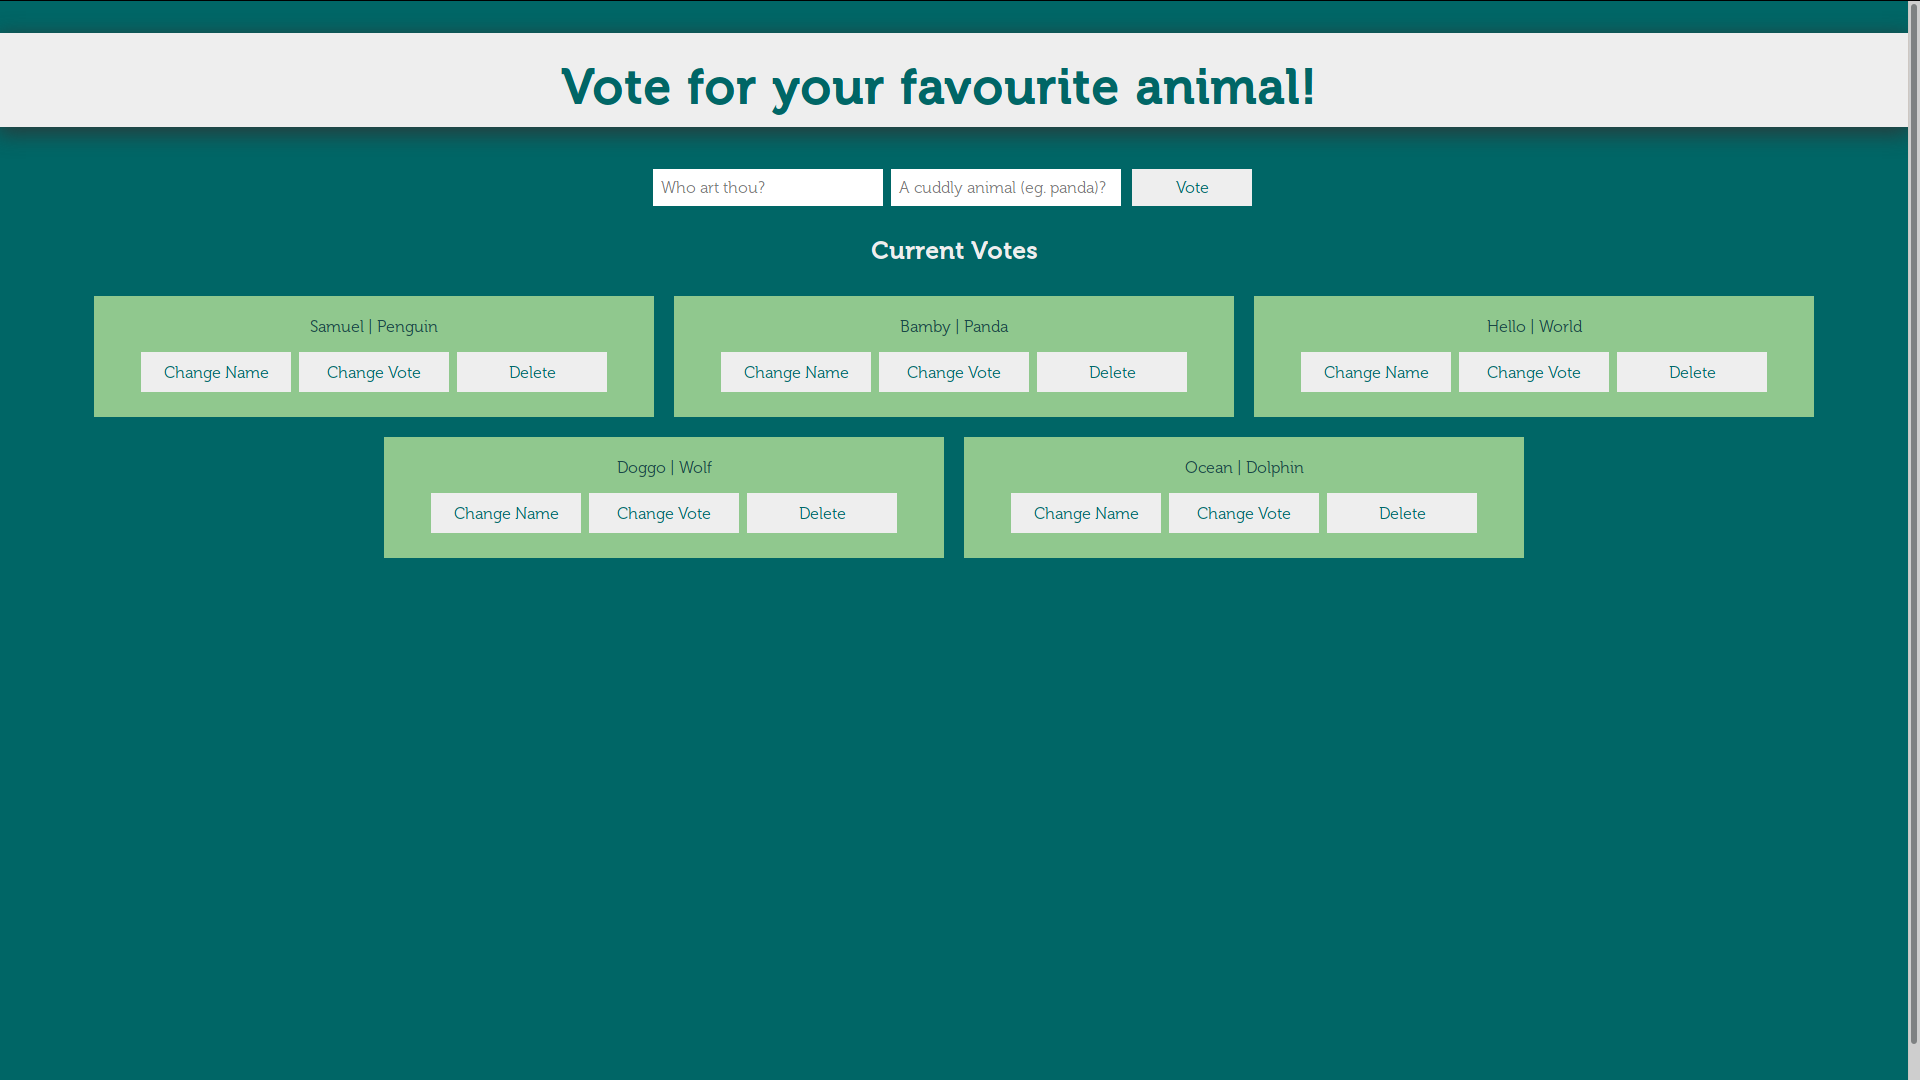 Vote for your favourite animal!
Who art thou? A cuddly animal (eg. panda)? Vote
Current Votes
Samuel | Penguin
Change Name Change Vote Delete
Bamby | Panda
Change Name Change Vote Delete
Hello | World
Change Name Change Vote Delete
Doggo | Wolf
Change Name Change Vote Delete
Ocean | Dolphin
Change Name Change Vote Delete